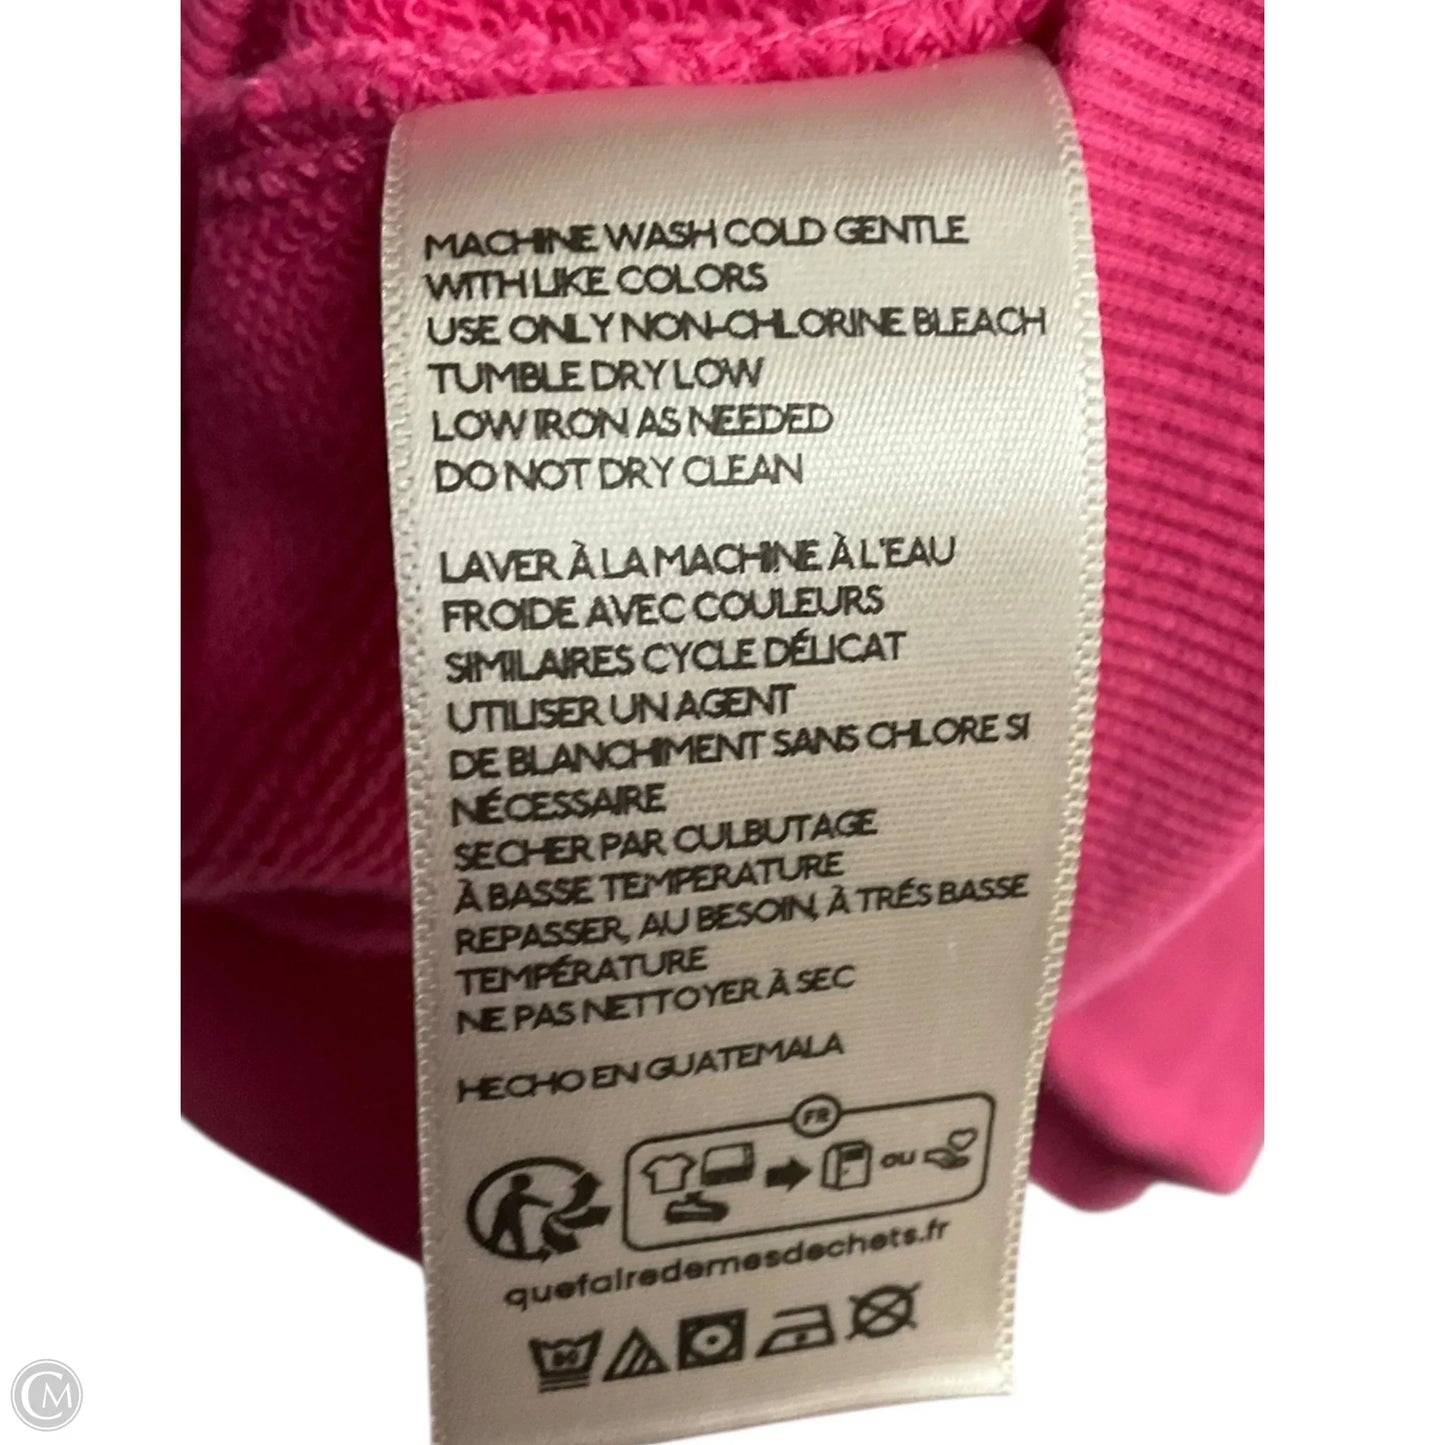 MACHINE WASH COLD GENTLE
WITH LIKE COLORS
USE ONLY NON-CHLORINE BLEACH
TUMBLE DRY LOW
LOW IRON AS NEEDED
DO NOT DRY CLEAN
LAVER À LA MACHINE À L'EAU
FROIDE AVEC COULEURS
SIMILAIRES CYCLE DÉLICAT
UTILISER UN AGENT
DE BLANCHIMENT SANS CHLORE SI
NÉCESSAIRE
SECHER PAR CULBUTAGE
À BASSE TEMPERATURE
REPASSER, AU BESOIN, À TRÉS BASSE
TEMPÉRATURE
NE PAS NETTOYER À SEC
HECHO EN GUATEMALA
FR
ou
quefairedemesdechets.fr
30
CM